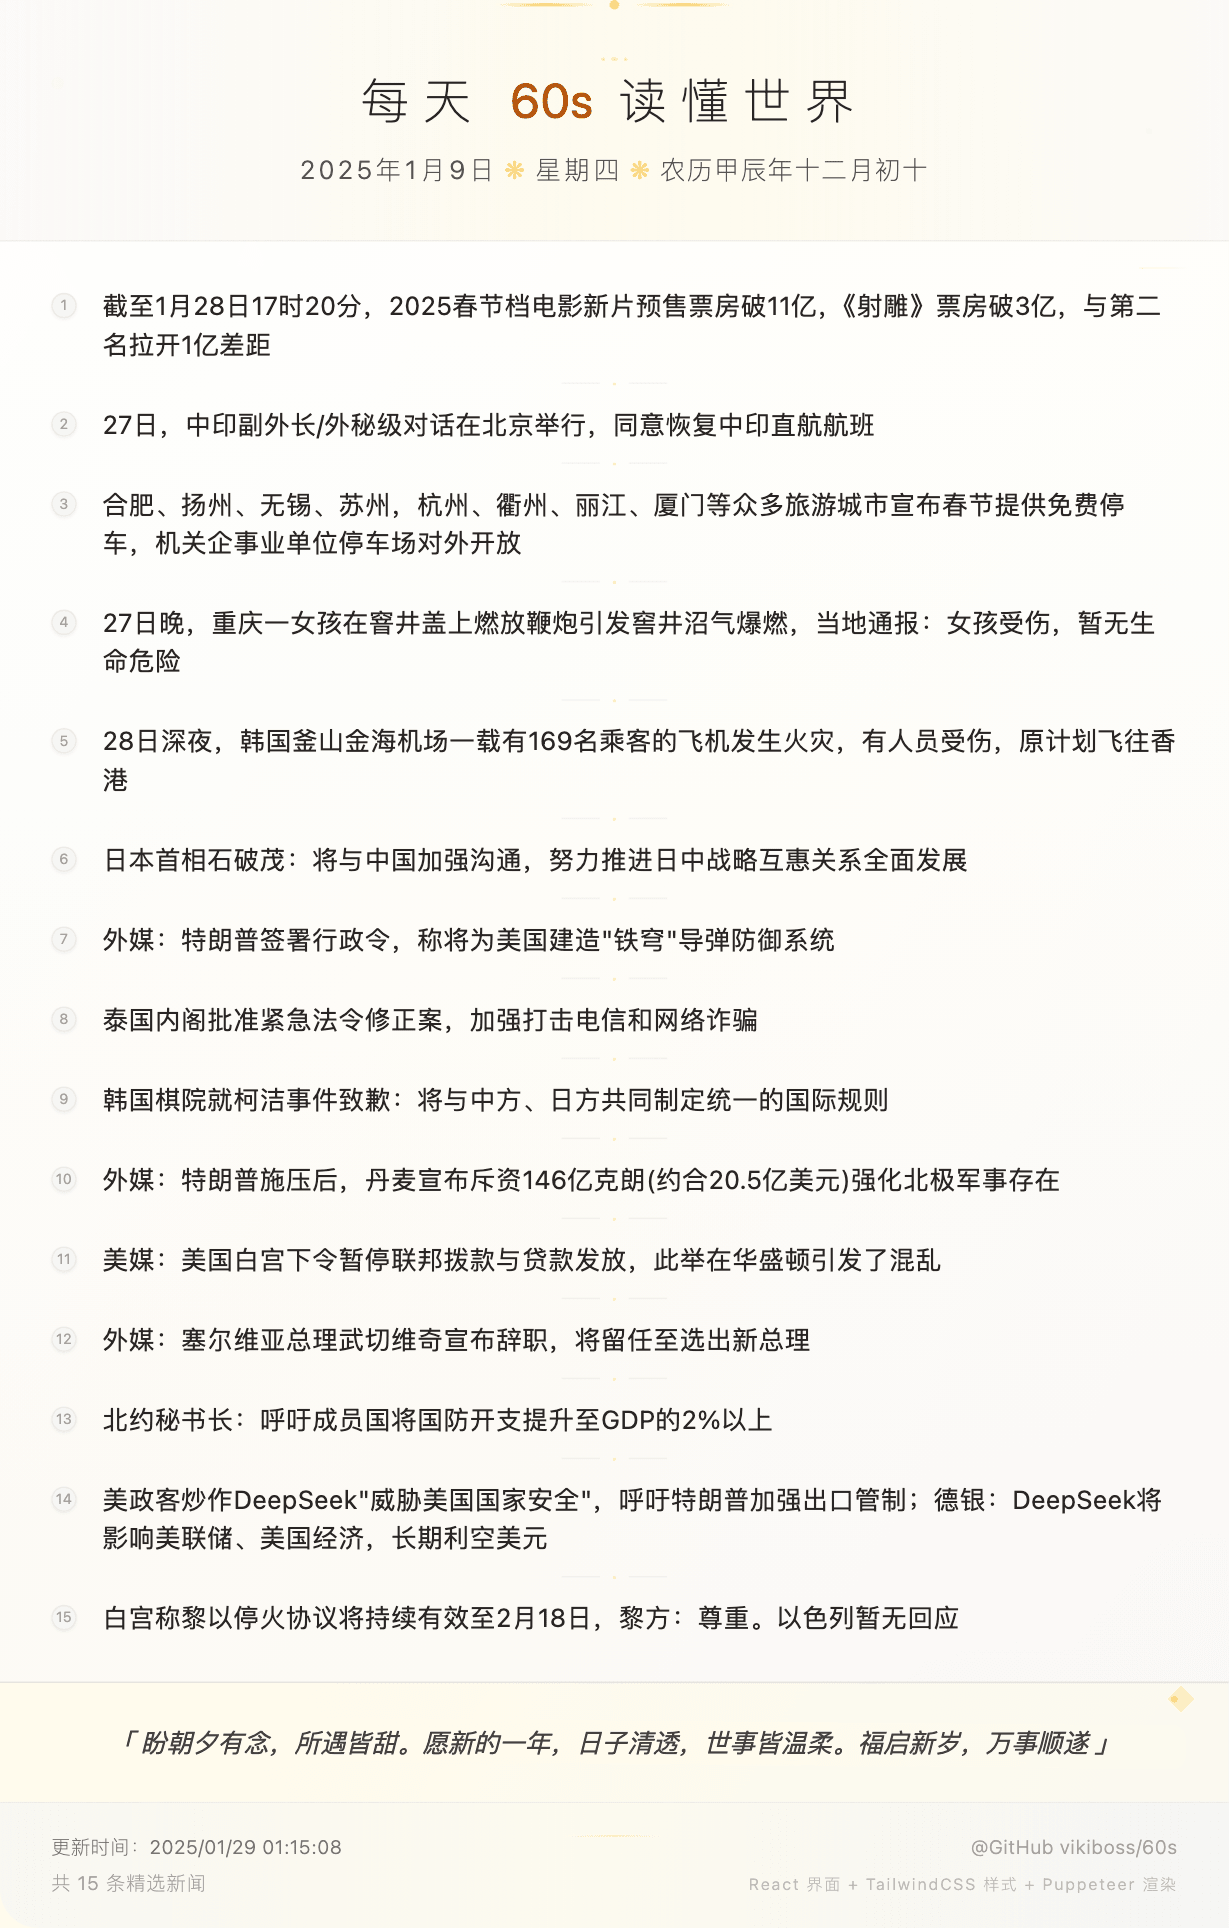 每天 60s 读懂世界
2025年1月9日 ❋ 星期四 ❋ 农历甲辰年十二月初十
1 截至1月28日17时20分，2025春节档电影新片预售票房破11亿，《射雕》票房破3亿，与第二
名拉开1亿差距
2 27日，中印副外长/外秘级对话在北京举行，同意恢复中印直航航班
3 合肥、扬州、无锡、苏州，杭州、衢州、丽江、厦门等众多旅游城市宣布春节提供免费停
车，机关企事业单位停车场对外开放
4 27日晚，重庆一女孩在窨井盖上燃放鞭炮引发窨井沼气爆燃，当地通报：女孩受伤，暂无生
命危险
5 28日深夜，韩国釜山金海机场一载有169名乘客的飞机发生火灾，有人员受伤，原计划飞往香
港
6 日本首相石破茂：将与中国加强沟通，努力推进日中战略互惠关系全面发展
7 外媒：特朗普签署行政令，称将为美国建造"铁穹"导弹防御系统
8 泰国内阁批准紧急法令修正案，加强打击电信和网络诈骗
9 韩国棋院就柯洁事件致歉：将与中方、日方共同制定统一的国际规则
10 外媒：特朗普施压后，丹麦宣布斥资146亿克朗(约合20.5亿美元)强化北极军事存在
11 美媒：美国白宫下令暂停联邦拨款与贷款发放，此举在华盛顿引发了混乱
12 外媒：塞尔维亚总理武切维奇宣布辞职，将留任至选出新总理
13 北约秘书长：呼吁成员国将国防开支提升至GDP的2%以上
14 美政客炒作DeepSeek"威胁美国国家安全"，呼吁特朗普加强出口管制；德银：DeepSeek将
影响美联储、美国经济，长期利空美元
15 白宫称黎以停火协议将持续有效至2月18日，黎方：尊重。以色列暂无回应
「 盼朝夕有念，所遇皆甜。愿新的一年，日子清透，世事皆温柔。福启新岁，万事顺遂 」
更新时间：2025/01/29 01:15:08
@GitHub vikiboss/60s
共 15 条精选新闻
React 界面 + TailwindCSS 样式 + Puppeteer 渲染